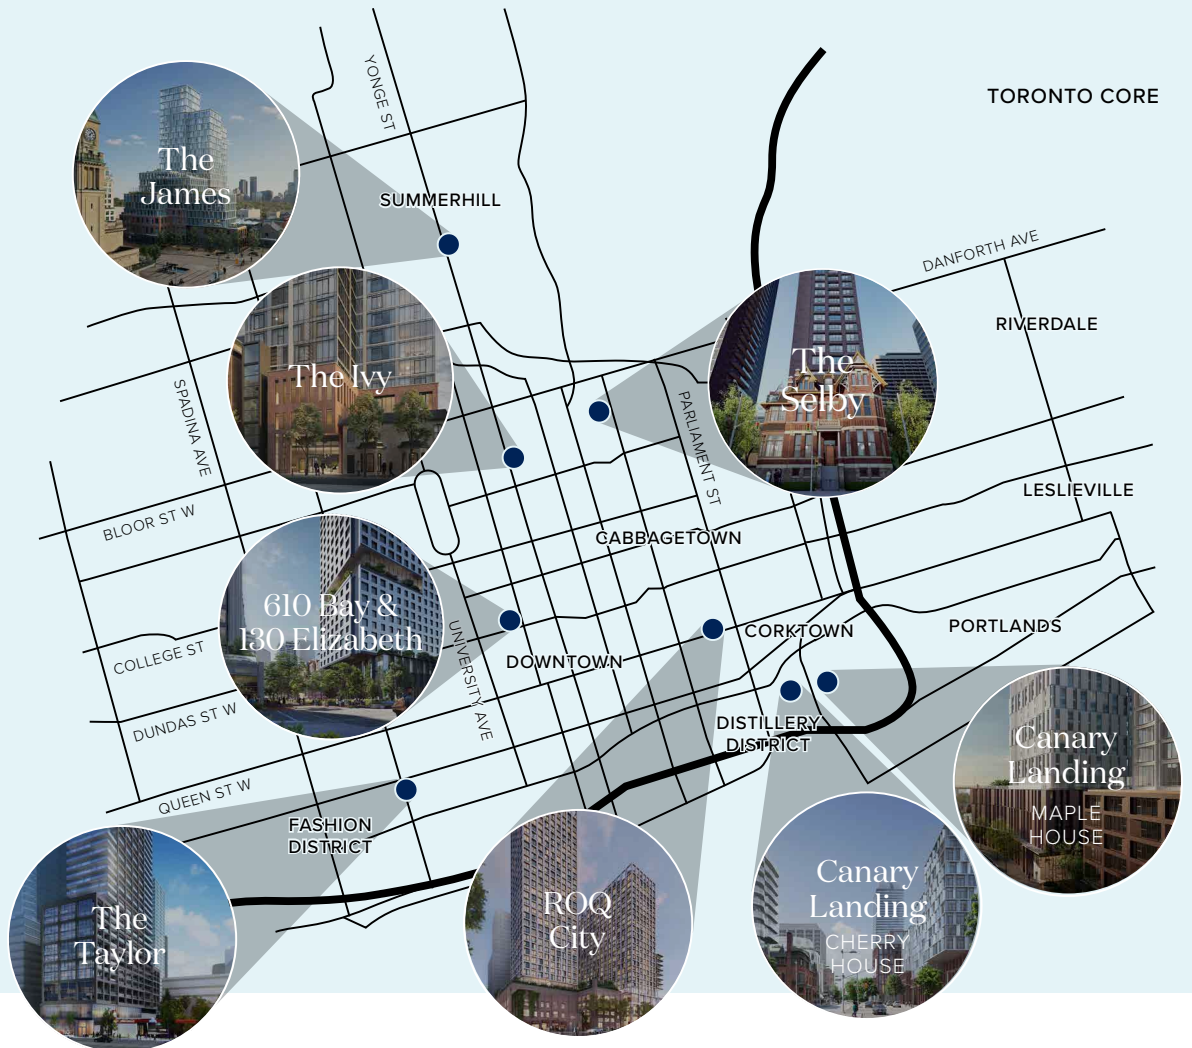 TORONTO CORE
YONGE ST
The
James
SUMMERHILL
DANFORTH AVE
RIVERDALE
The Ivy
The
Selby
SPADINA AVE
PARLIAMENT ST
BLOOR ST W
LESLIEVILLE
CABBAGETOWN
610 Bay &
130 Elizabeth
UNIVERSITY AVE
COLLEGE ST
DOWNTOWN
CORKTOWN
PORTLANDS
DUNDAS ST W
DISTILLERY
DISTRICT
Canary
Landing
MAPLE
HOUSE
QUEEN ST W
FASHION
DISTRICT
The
Taylor
ROQ
City
Canary
Landing
CHERRY
HOUSE